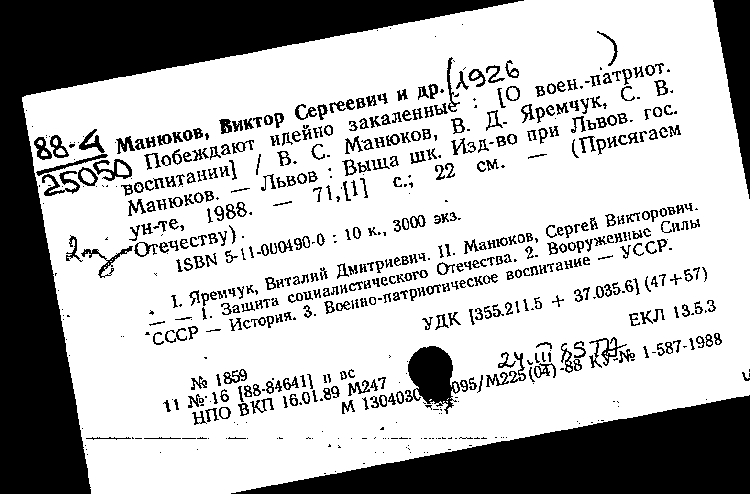 88-4
25050
Манюков, Виктор Сергеевич и др. (1926 )
Побеждают идейно закаленные : [О воен.-патриот.
воспитании] / В. С. Манюков, В. Д. Яремчук, С. В.
Манюков. — Львов : Выща шк. Изд-во при Львов. гос.
ун-те, 1988. — 71,[1] с.; 22 см. — (Присягаем
Отечеству).
ISBN 5-11-000490-0 : 10 к., 3000 экз.
I. Яремчук, Виталий Дмитриевич. II. Манюков, Сергей Викторович.
— — 1. Защита социалистического Отечества. 2. Вооруженные Силы
СССР — История. 3. Военно-патриотическое воспитание — УССР.
УДК [355.211.5 + 37.035.6] (47+57)
ЕКЛ 13.5.3
№ 1859
11 № 16 [88-84641] п вс
НПО ВКП 16.01.89 М247
М 1304030 095/М225(04)-88 КУ-№ 1-587-1988